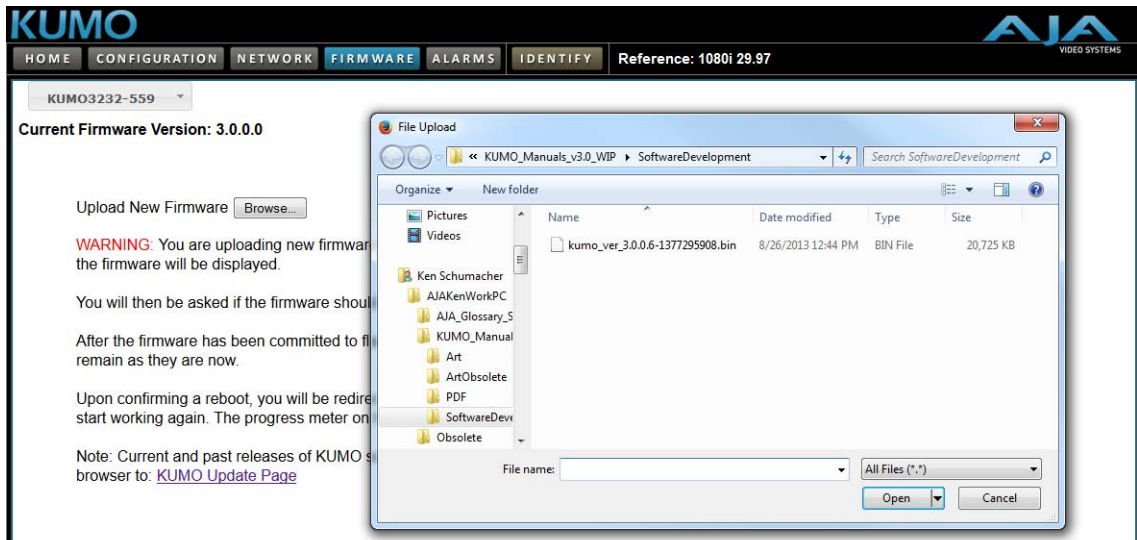 KUMO
AJA
VIDEO SYSTEMS
HOME CONFIGURATION NETWORK FIRMWARE ALARMS IDENTIFY Reference: 1080i 29.97
KUMO3232-559
Current Firmware Version: 3.0.0.0
Upload New Firmware Browse...
WARNING: You are uploading new firmwar
the firmware will be displayed.
You will then be asked if the firmware shoul
After the firmware has been committed to fl
remain as they are now.
Upon confirming a reboot, you will be redire
start working again. The progress meter on
Note: Current and past releases of KUMO s
browser to: KUMO Update Page
File Upload
« KUMO_Manuals_v3.0_WIP SoftwareDevelopment Search SoftwareDevelopment
Organize New folder
Pictures
Videos
Ken Schumacher
AJAKenWorkPC
AJA_Glossary_S
KUMO_Manual
Art
ArtObsolete
PDF
SoftwareDeve
Obsolete
Name Date modified Type Size
kumo_ver_3.0.0.6-1377295908.bin 8/26/2013 12:44 PM BIN File 20,725 KB
File name: All Files (*.*)
Open Cancel